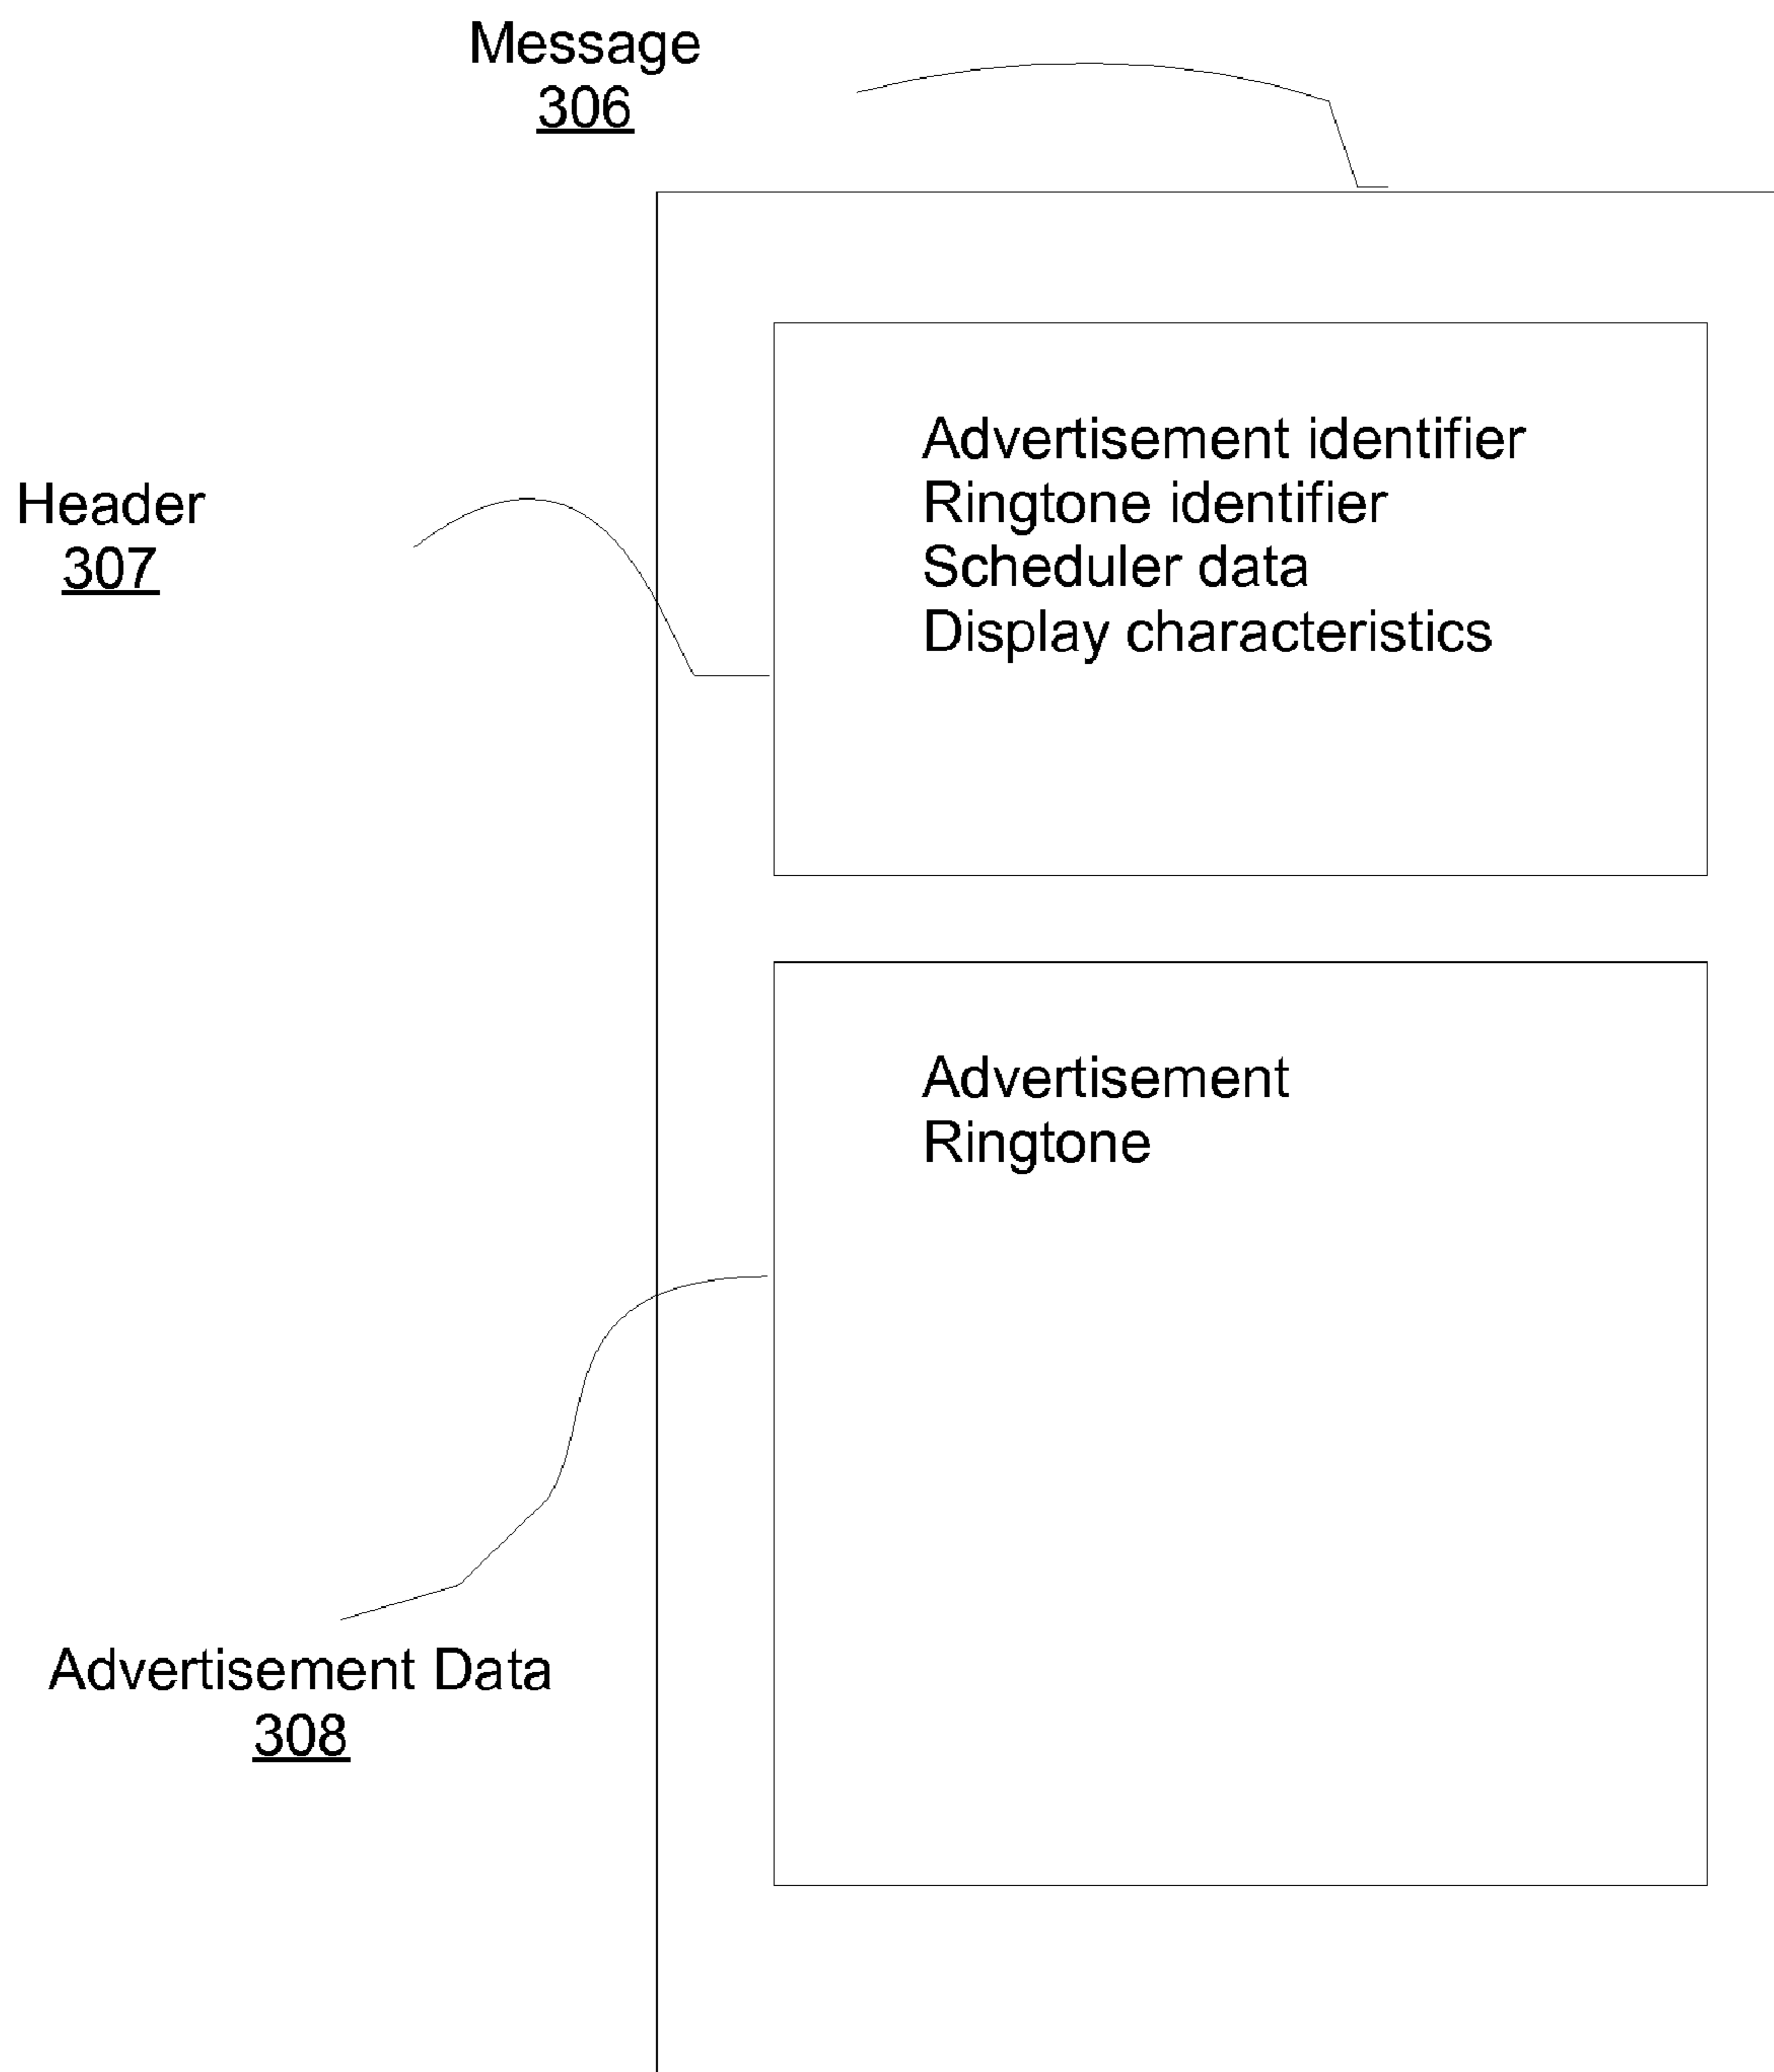 Message
306
Header
307
Advertisement identifier
Ringtone identifier
Scheduler data
Display characteristics
Advertisement
Ringtone
Advertisement Data
308